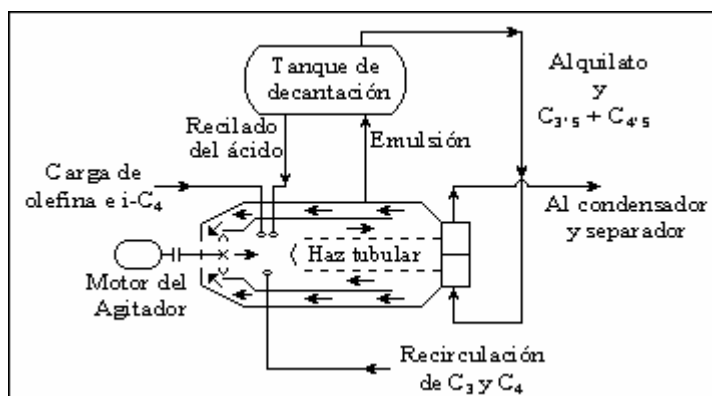 Tanque de
decantación
Alquilato
y
C₃'ₛ + C₄'ₛ
Recilado
del ácido
Emulsión
Carga de
olefina e i-C₄
Al condensador
y separador
Haz tubular
Motor del
Agitador
Recirculación
de C₃ y C₄